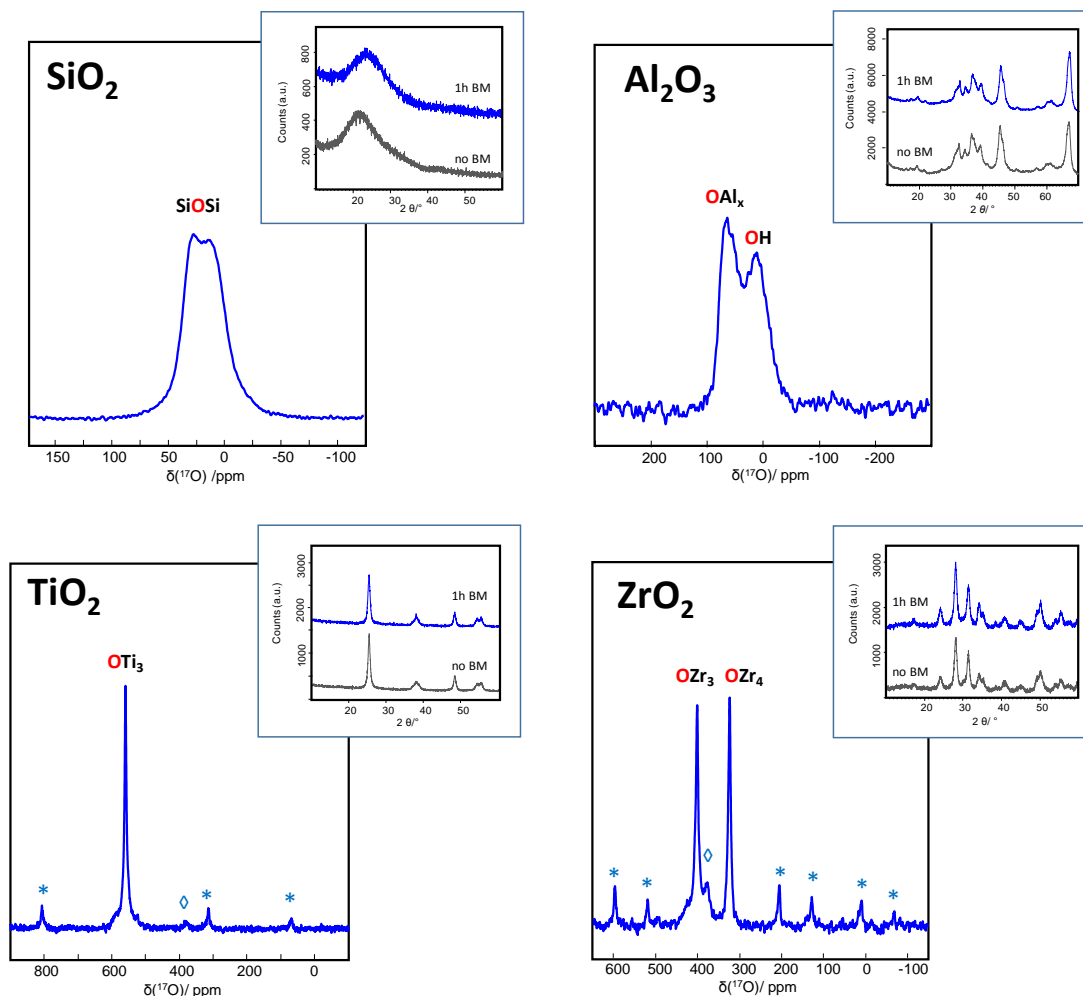 SiO2
SiOSi
150 100 50 0 -50 -100
δ(17O) /ppm
Counts (a.u.)
800
600
400
200
1h BM
no BM
20 30 40 50
2 θ/ °
Al2O3
OAlx
OH
200 100 0 -100 -200
δ(17O)/ ppm
Counts (a.u.)
8000
6000
4000
2000
1h BM
no BM
20 30 40 50 60
2 θ/ °
TiO2
OTi3
* ◊ * *
800 600 400 200 0
δ(17O)/ ppm
Counts (a.u.)
3000
2000
1000
1h BM
no BM
20 30 40 50
2 θ/ °
ZrO2
OZr3 OZr4
* * ◊ * * * *
600 500 400 300 200 100 0 -100
δ(17O)/ ppm
Counts (a.u.)
3000
2000
1000
1h BM
no BM
20 30 40 50
2 θ/ °